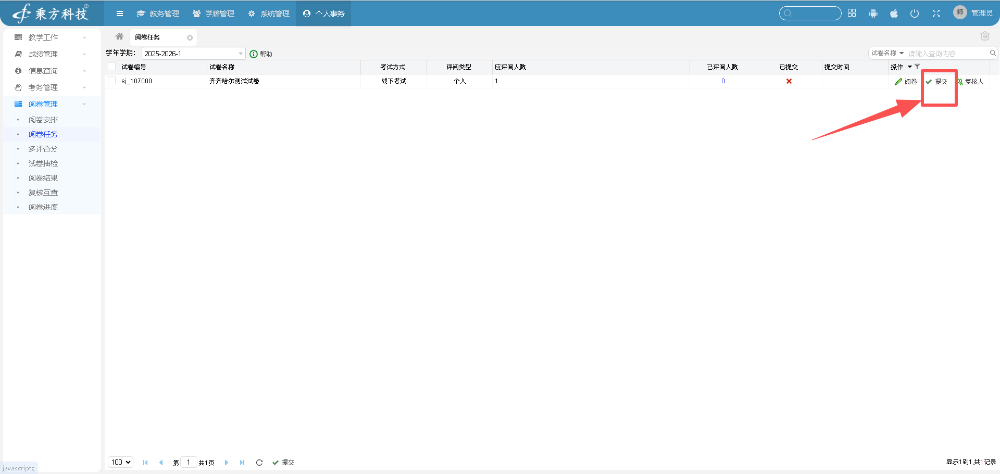 乘方科技
教务管理 学籍管理 系统管理 个人事务 师 管理员
教学工作
成绩管理
信息查询
考务管理
阅卷管理
阅卷安排
阅卷任务
多评合分
试卷抽检
阅卷结果
复核互查
阅卷进度
阅卷任务
学年学期： 2025-2026-1 帮助 试卷名称 请输入查询内容
试卷编号 试卷名称 考试方式 评阅类型 应评阅人数 已评阅人数 已提交 提交时间 操作
sj_107000 齐齐哈尔测试试卷 线下考试 个人 1 0 阅卷 提交 复核人
100 第 1 共1页 提交 显示1到1,共1记录
javascript:;